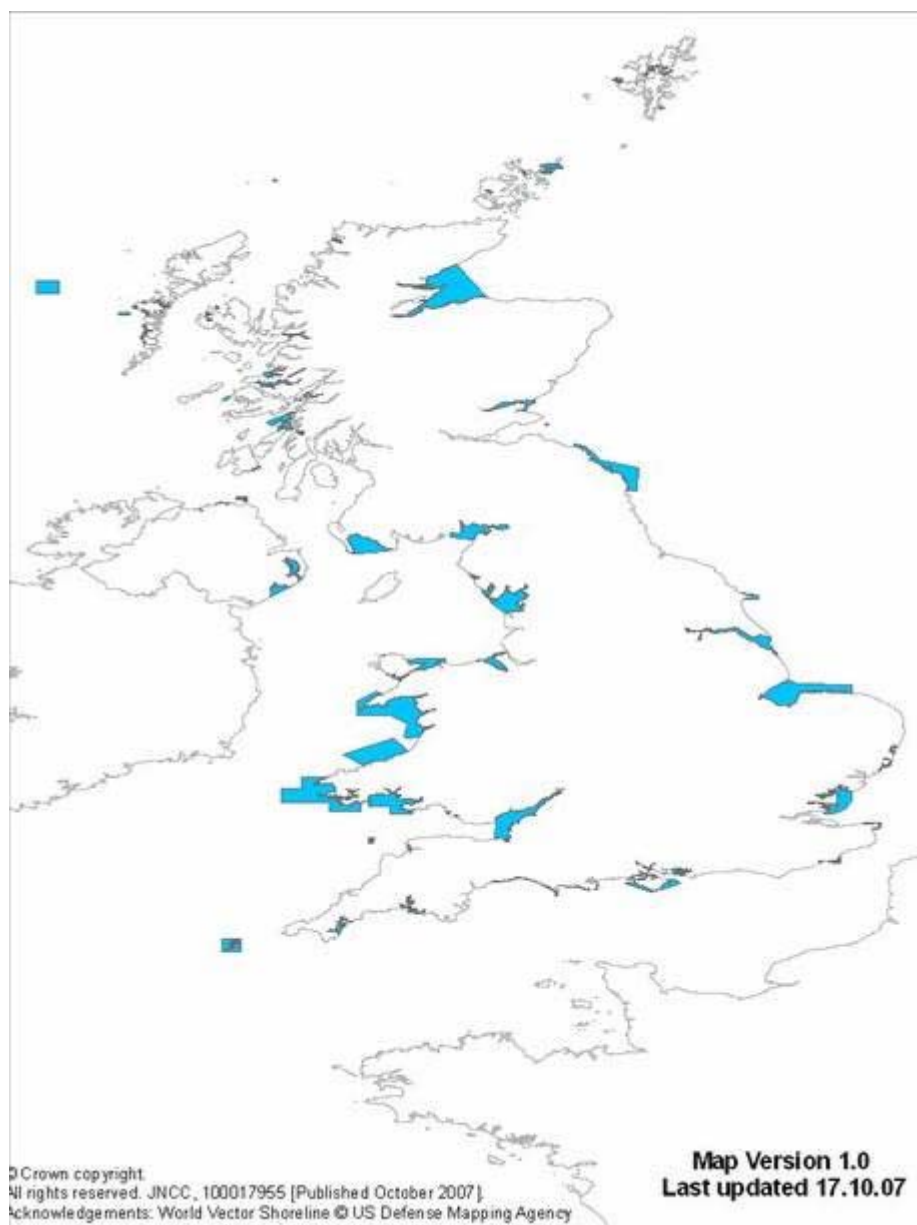 © Crown copyright.
All rights reserved. JNCC, 100017955 [Published October 2007].
Acknowledgements: World Vector Shoreline © US Defense Mapping Agency
Map Version 1.0
Last updated 17.10.07